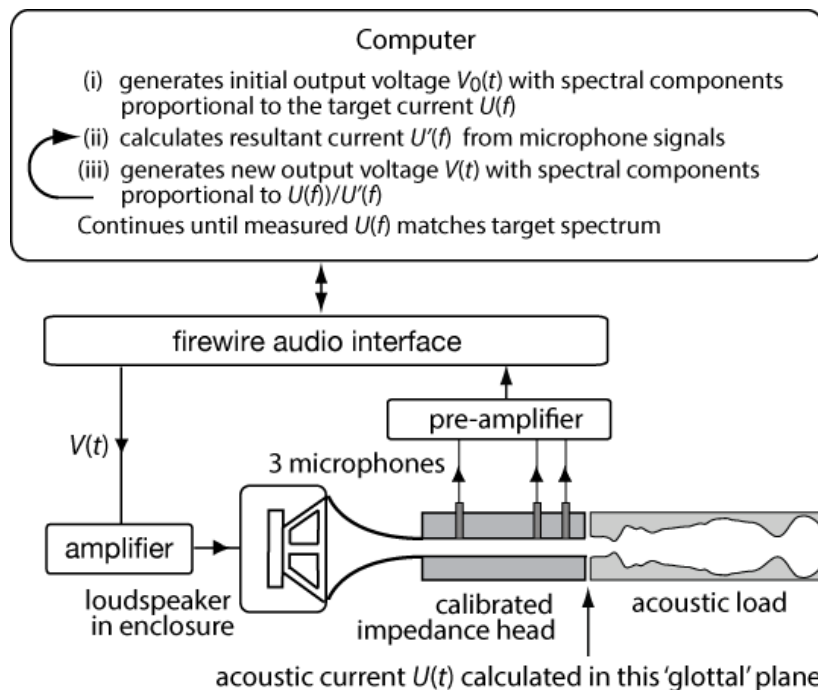 Computer
(i) generates initial output voltage V0(t) with spectral components
proportional to the target current U(f)
(ii) calculates resultant current U'(f) from microphone signals
(iii) generates new output voltage V(t) with spectral components
proportional to U(f))/U'(f)
Continues until measured U(f) matches target spectrum
firewire audio interface
pre-amplifier
V(t)
3 microphones
amplifier
loudspeaker
in enclosure
calibrated
impedance head
acoustic load
acoustic current U(t) calculated in this 'glottal' plane